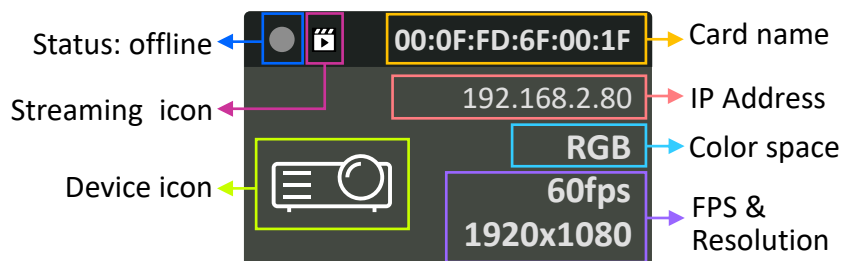 Status: offline
00:0F:FD:6F:00:1F
Card name
Streaming icon
192.168.2.80
IP Address
RGB
Color space
Device icon
60fps
1920x1080
FPS &
Resolution